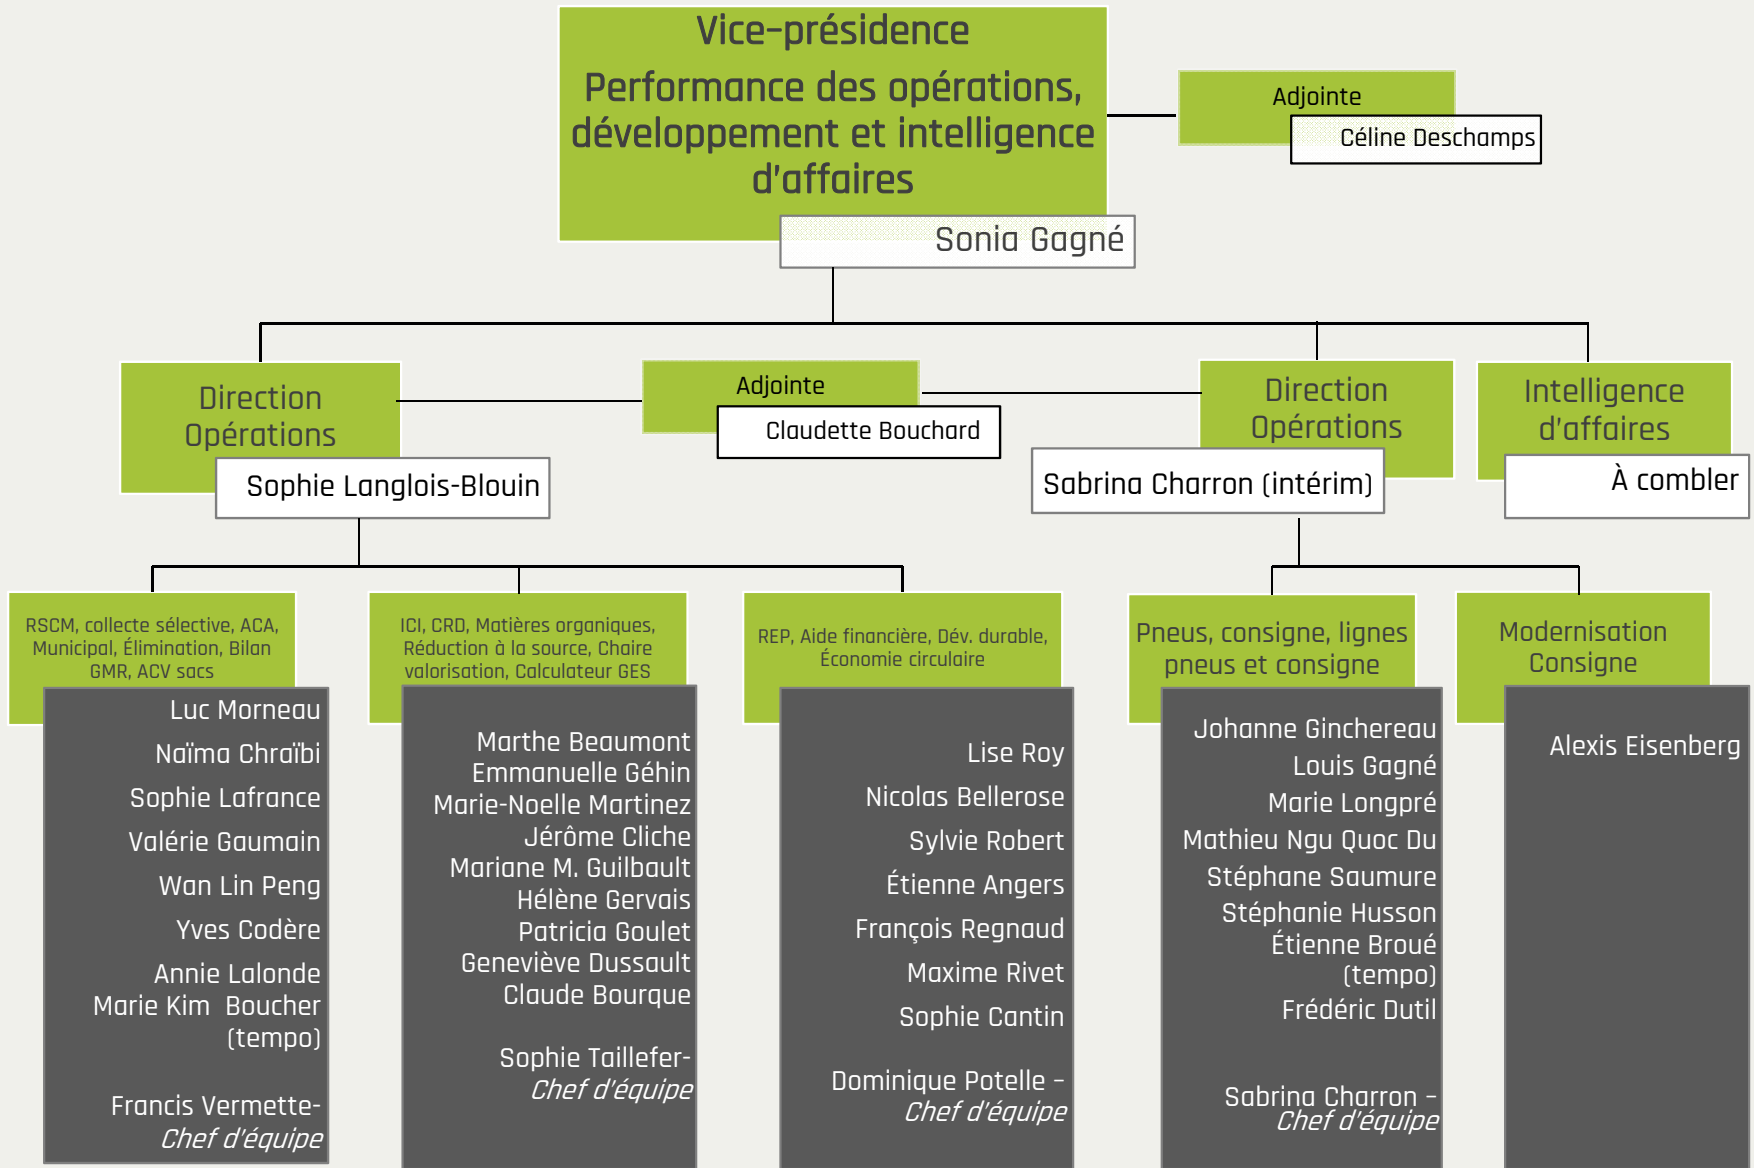 Vice-présidence
Performance des opérations,
développement et intelligence
d'affaires
Sonia Gagné
Adjointe
Céline Deschamps
Direction
Opérations
Sophie Langlois-Blouin
Adjointe
Claudette Bouchard
Direction
Opérations
Sabrina Charron (intérim)
Intelligence
d'affaires
À combler
RSCM, collecte sélective, ACA,
Municipal, Élimination, Bilan
GMR, ACV sacs
Luc Morneau
Naïma Chraïbi
Sophie Lafrance
Valérie Gaumain
Wan Lin Peng
Yves Codère
Annie Lalonde
Marie Kim Boucher
(tempo)
Francis Vermette-
Chef d'équipe
ICI, CRD, Matières organiques,
Réduction à la source, Chaire
valorisation, Calculateur GES
Marthe Beaumont
Emmanuelle Géhin
Marie-Noelle Martinez
Jérôme Cliche
Mariane M. Guilbault
Hélène Gervais
Patricia Goulet
Geneviève Dussault
Claude Bourque
Sophie Taillefer-
Chef d'équipe
REP, Aide financière, Dév. durable,
Économie circulaire
Lise Roy
Nicolas Bellerose
Sylvie Robert
Étienne Angers
François Regnaud
Maxime Rivet
Sophie Cantin
Dominique Potelle –
Chef d'équipe
Pneus, consigne, lignes
pneus et consigne
Johanne Ginchereau
Louis Gagné
Marie Longpré
Mathieu Ngu Quoc Du
Stéphane Saumure
Stéphanie Husson
Étienne Broué
(tempo)
Frédéric Dutil
Sabrina Charron –
Chef d'équipe
Modernisation
Consigne
Alexis Eisenberg